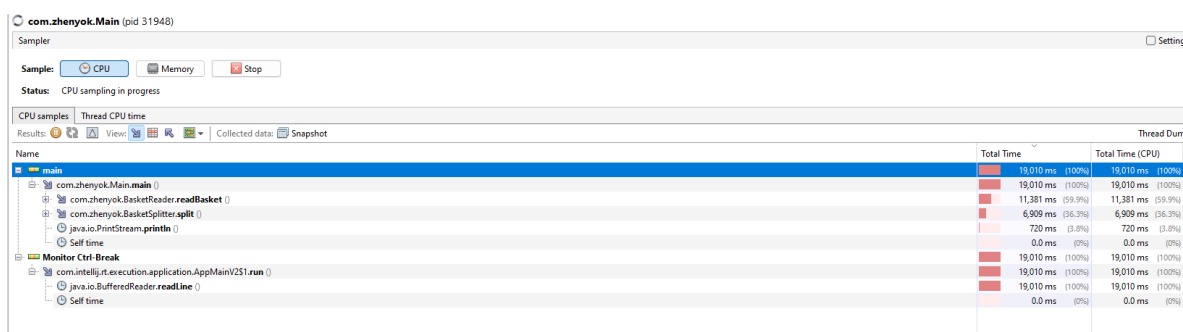 com.zhenyok.Main (pid 31948)
Sampler Setting
Sample: CPU Memory Stop
Status: CPU sampling in progress
CPU samples Thread CPU time
Results: View: Collected data: Snapshot Thread Dum
Name Total Time Total Time (CPU)
main 19,010 ms (100%) 19,010 ms (100%)
com.zhenyok.Main.main () 19,010 ms (100%) 19,010 ms (100%)
com.zhenyok.BasketReader.readBasket () 11,381 ms (59.9%) 11,381 ms (59.9%)
com.zhenyok.BasketSplitter.split () 6,909 ms (36.3%) 6,909 ms (36.3%)
java.io.PrintStream.println () 720 ms (3.8%) 720 ms (3.8%)
Self time 0.0 ms (0%) 0.0 ms (0%)
Monitor Ctrl-Break 19,010 ms (100%) 19,010 ms (100%)
com.intellij.rt.execution.application.AppMainV2$1.run () 19,010 ms (100%) 19,010 ms (100%)
java.io.BufferedReader.readLine () 19,010 ms (100%) 19,010 ms (100%)
Self time 0.0 ms (0%) 0.0 ms (0%)